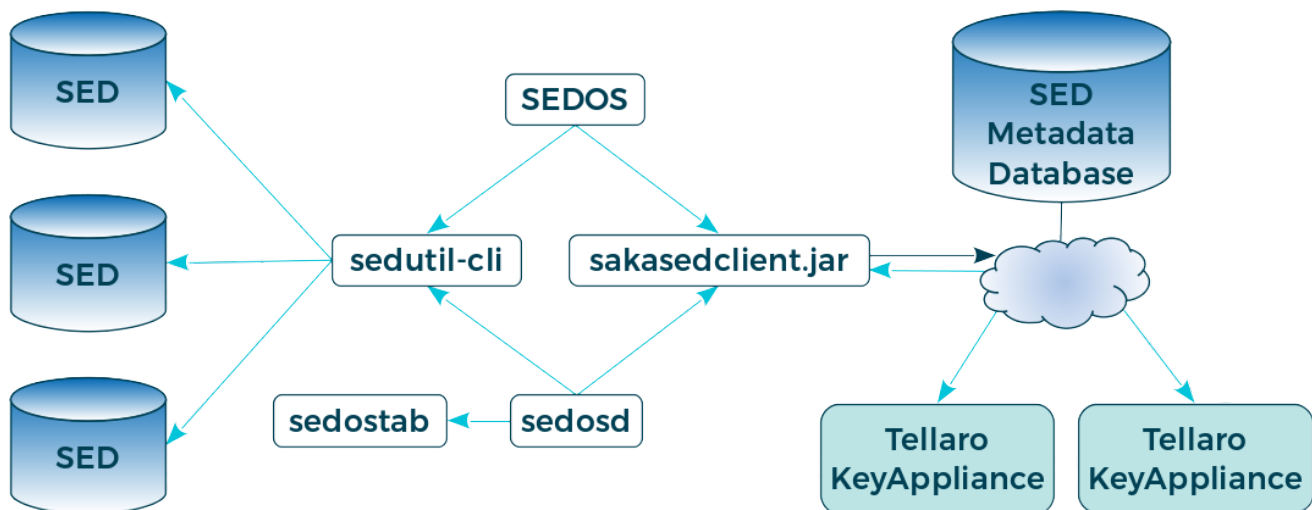 SED
SEDOS
SED
Metadata
Database
SED
sedutil-cli
sakasedclient.jar
SED
sedostab
sedosd
Tellaro
KeyAppliance
Tellaro
KeyAppliance